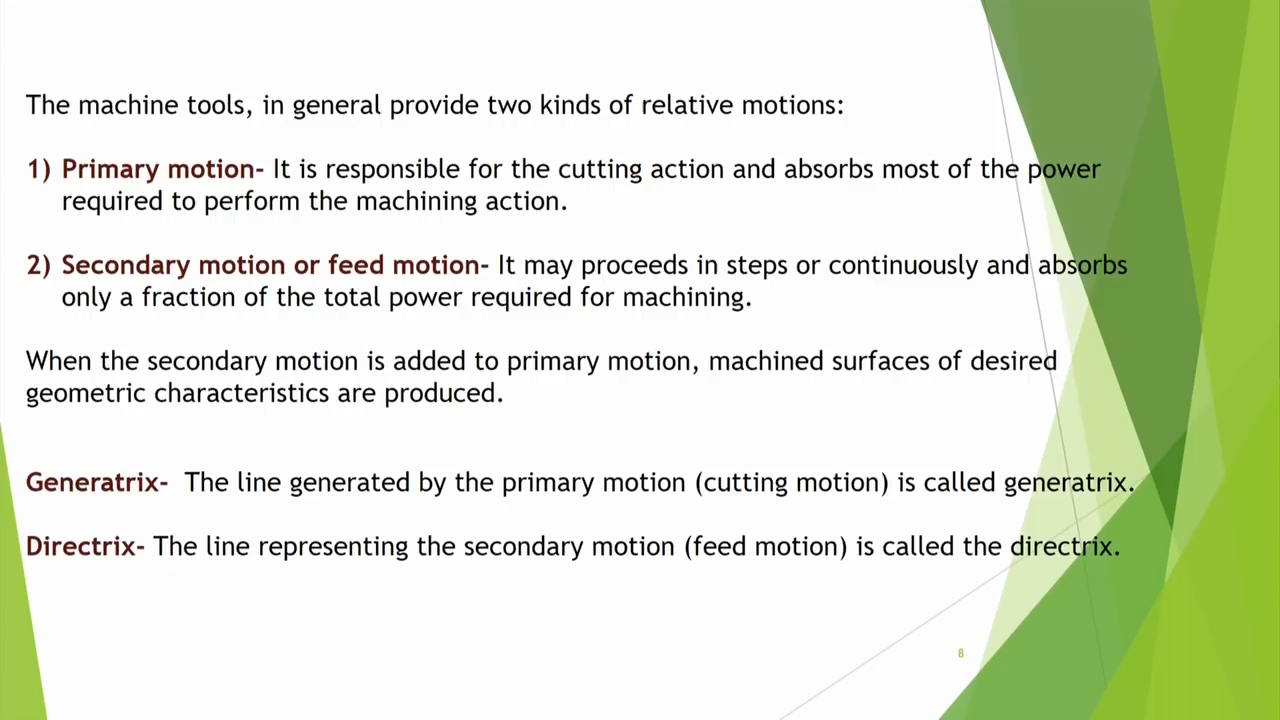 The machine tools, in general provide two kinds of relative motions:
1) Primary motion- It is responsible for the cutting action and absorbs most of the power
required to perform the machining action.
2) Secondary motion or feed motion- It may proceeds in steps or continuously and absorbs
only a fraction of the total power required for machining.
When the secondary motion is added to primary motion, machined surfaces of desired
geometric characteristics are produced.
Generatrix- The line generated by the primary motion (cutting motion) is called generatrix.
Directrix- The line representing the secondary motion (feed motion) is called the directrix.
8